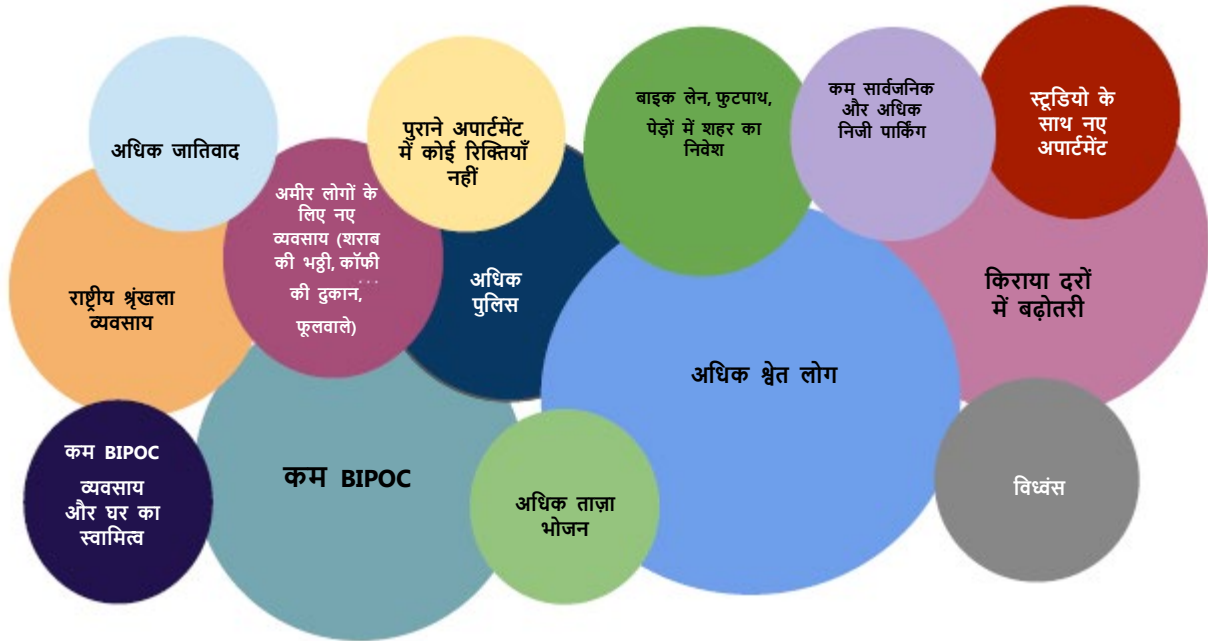 अधिक जातिवाद
पुराने अपार्टमेंट
में कोई रिक्तियाँ
नहीं
बाइक लेन, फुटपाथ,
पेड़ों में शहर का
निवेश
कम सार्वजनिक
और अधिक
निजी पार्किंग
स्टूडियो के
साथ नए
अपार्टमेंट
राष्ट्रीय श्रृंखला
व्यवसाय
अमीर लोगों के
लिए नए
व्यवसाय (शराब
की भठ्ठी, कॉफी
की दुकान,
फूलवाले)
अधिक
पुलिस
अधिक श्वेत लोग
किराया दरों
में बढ़ोतरी
कम BIPOC
व्यवसाय
और घर का
स्वामित्व
कम BIPOC
अधिक ताज़ा
भोजन
विध्वंस